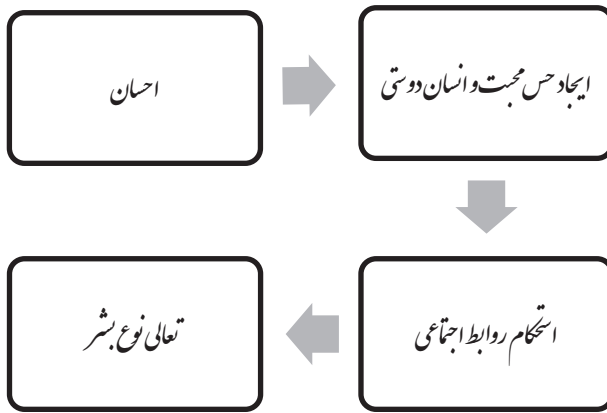 احسان
ایجاد حس محبت و انسان دوستی
استحکام روابط اجتماعی
تعالی نوع بشر